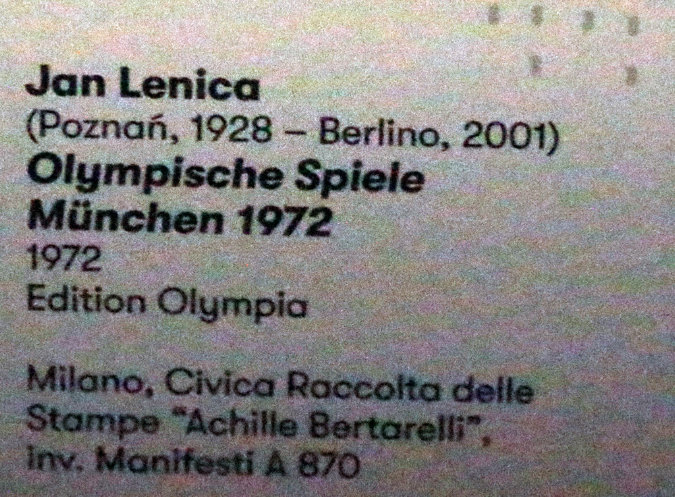 Jan Lenica
(Poznań, 1928 – Berlino, 2001)
Olympische Spiele
München 1972
1972
Edition Olympia
Milano, Civica Raccolta delle
Stampe "Achille Bertarelli",
inv. Manifesti A 870